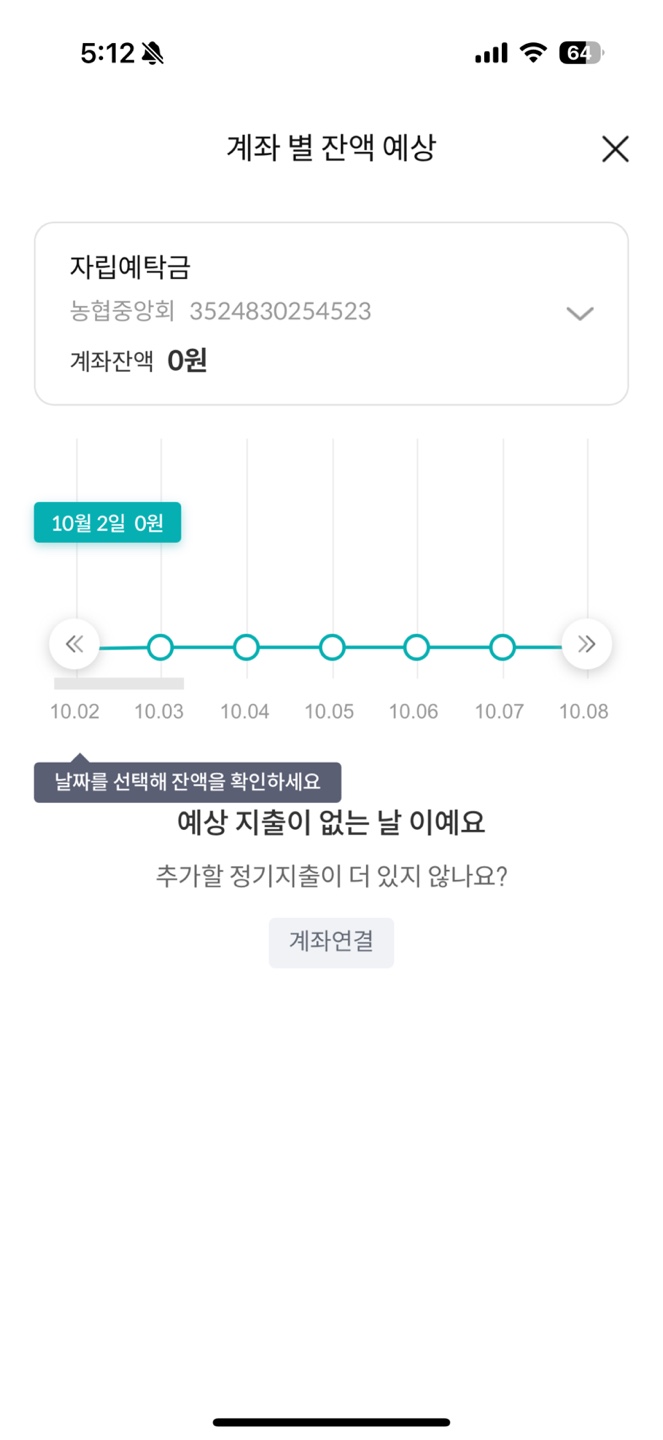 5:12
64
계좌 별 잔액 예상
자립예탁금
농협중앙회 3524830254523
계좌잔액 0원
10월 2일 0원
10.02 10.03 10.04 10.05 10.06 10.07 10.08
날짜를 선택해 잔액을 확인하세요
예상 지출이 없는 날 이예요
추가할 정기지출이 더 있지 않나요?
계좌연결